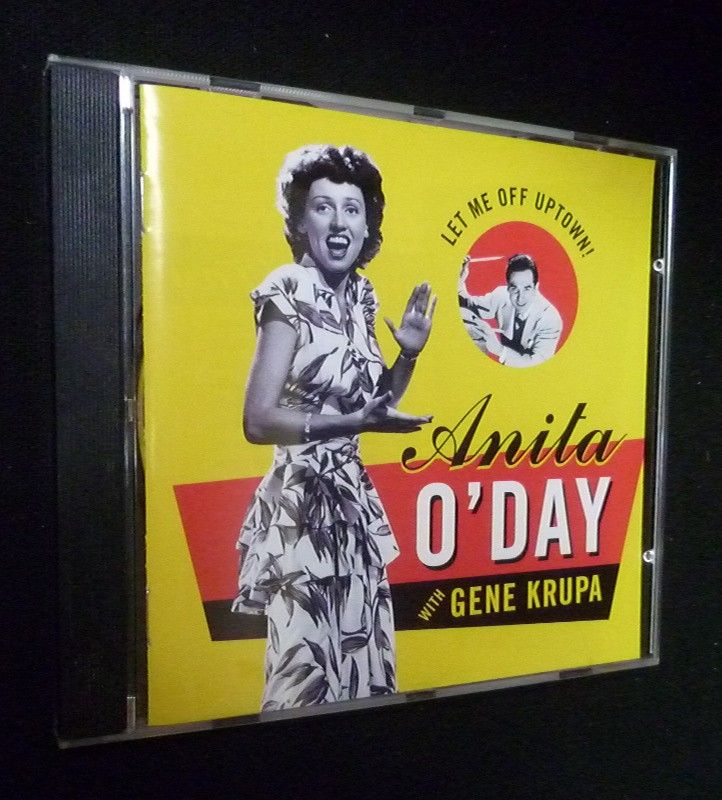 LET ME OFF UPTOWN!
Anita
O'DAY
WITH GENE KRUPA